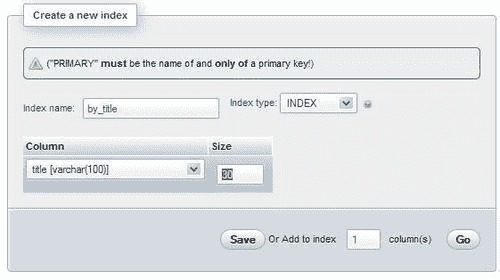 Create a new index
("PRIMARY" must be the name of and only of a primary key!)
Index name: by_title Index type: INDEX
Column Size
title [varchar(100)] 30
Save Or Add to index 1 column(s) Go